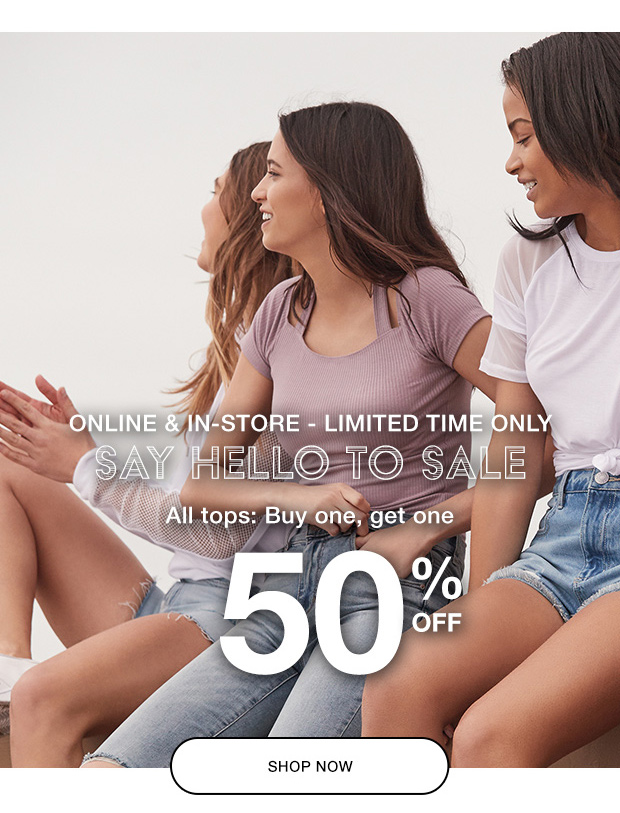 ONLINE & IN-STORE - LIMITED TIME ONLY
SAY HELLO TO SALE
All tops: Buy one, get one
50% OFF
SHOP NOW